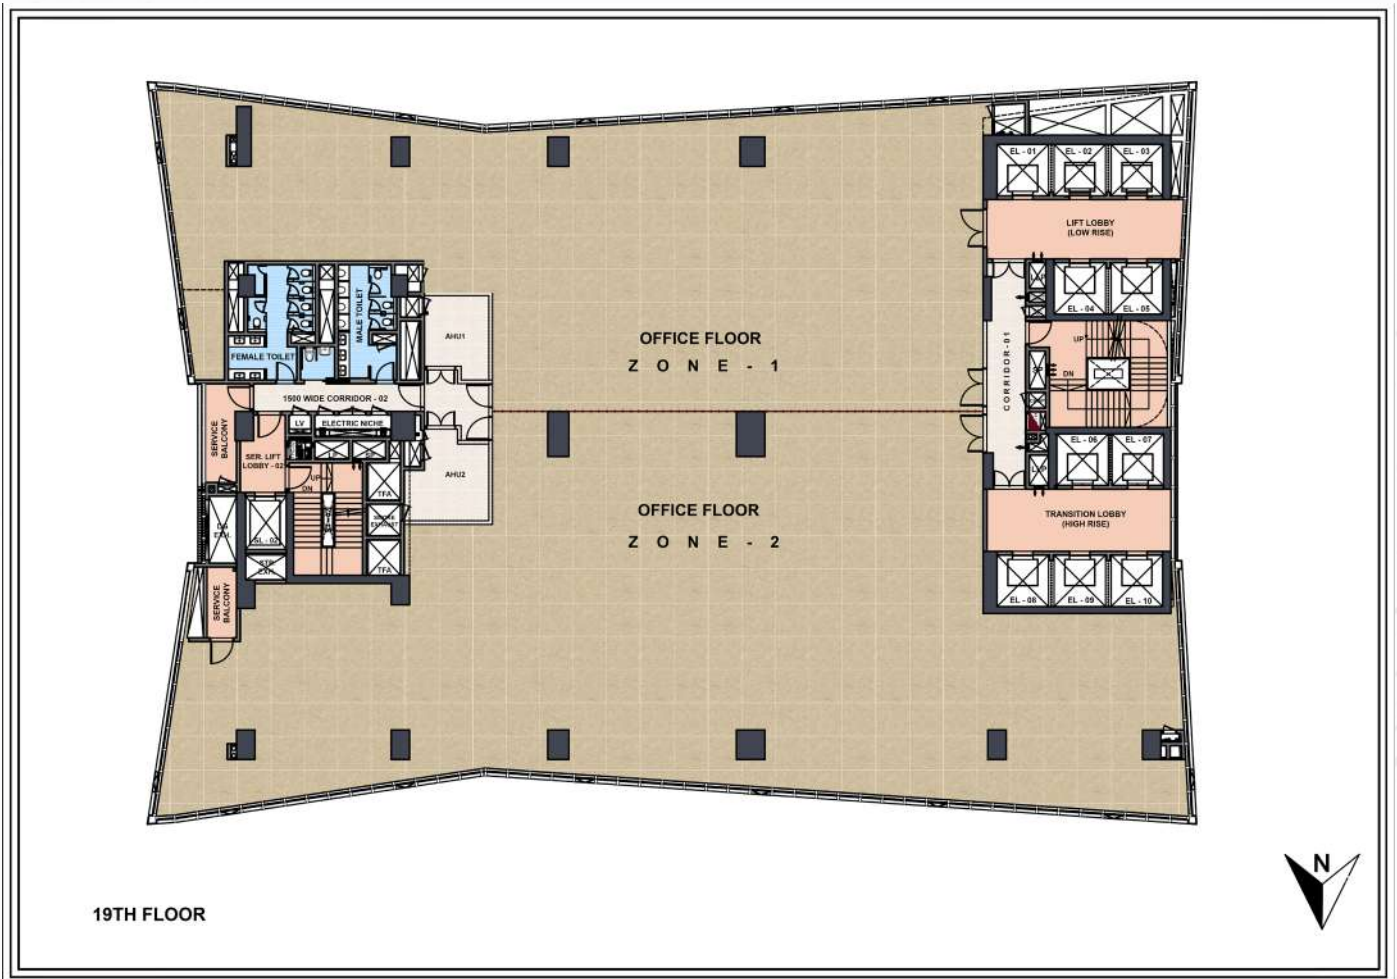 EL - 01
EL - 02
EL - 03
LIFT LOBBY
(LOW RISE)
EL - 04
EL - 05
FEMALE TOILET
MALE TOILET
AHU1
OFFICE FLOOR
ZONE - 1
CORRIDOR-01
UP
DN
1500 WIDE CORRIDOR - 02
LV
ELECTRIC NICHE
SERVICE
BALCONY
SER. LIFT
LOBBY - 02
UP
DN
AHU2
TFA
EL - 06
EL - 07
OFFICE FLOOR
ZONE - 2
TRANSITION LOBBY
(HIGH RISE)
SL - 02
TFA
SERVICE
BALCONY
EL - 08
EL - 09
EL - 10
N
19TH FLOOR